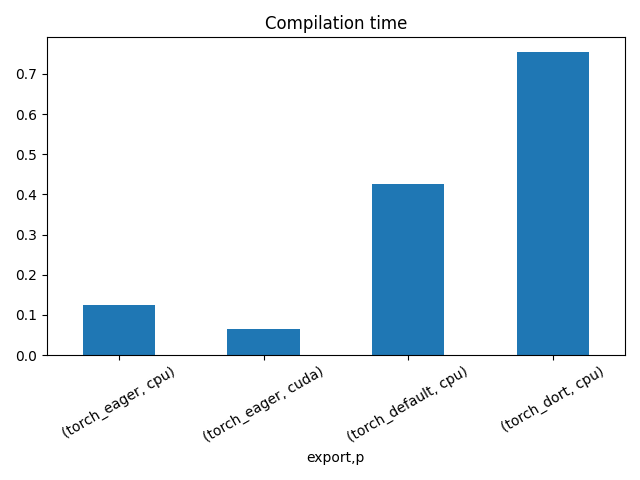 Compilation time
0.7
0.6
0.5
0.4
0.3
0.2
0.1
0.0
(torch_eager, cpu)
(torch_eager, cuda)
(torch_default, cpu)
(torch_dort, cpu)
export,p